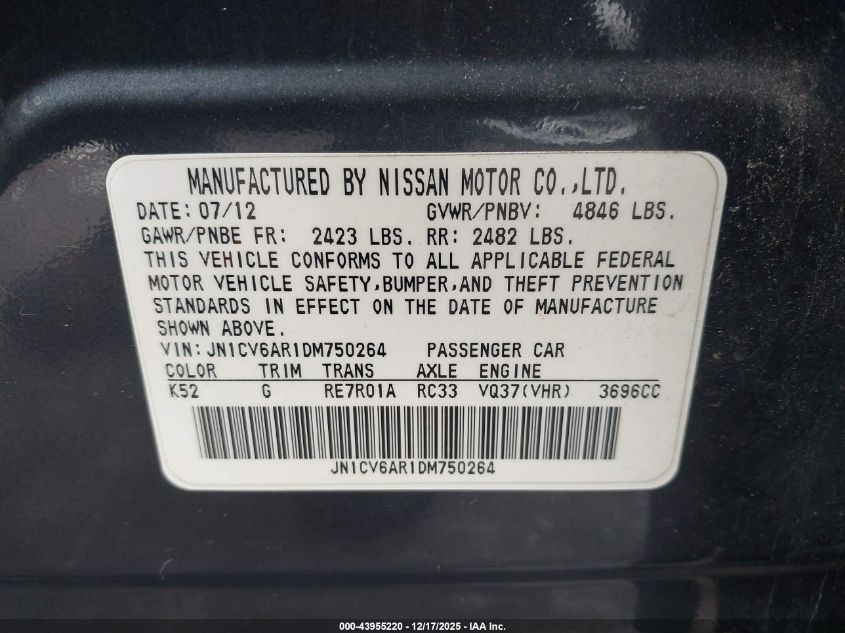 MANUFACTURED BY NISSAN MOTOR CO.,LTD.
DATE: 07/12 GVWR/PNBV: 4846 LBS.
GAWR/PNBE FR: 2423 LBS. RR: 2482 LBS.
THIS VEHICLE CONFORMS TO ALL APPLICABLE FEDERAL
MOTOR VEHICLE SAFETY,BUMPER,AND THEFT PREVENTION
STANDARDS IN EFFECT ON THE DATE OF MANUFACTURE
SHOWN ABOVE.
VIN: JN1CV6AR1DM750264 PASSENGER CAR
COLOR TRIM TRANS AXLE ENGINE
K52 G RE7R01A RC33 VQ37(VHR) 3696CC
JN1CV6AR1DM750264
000-43955220 - 12/17/2025 - IAA Inc.